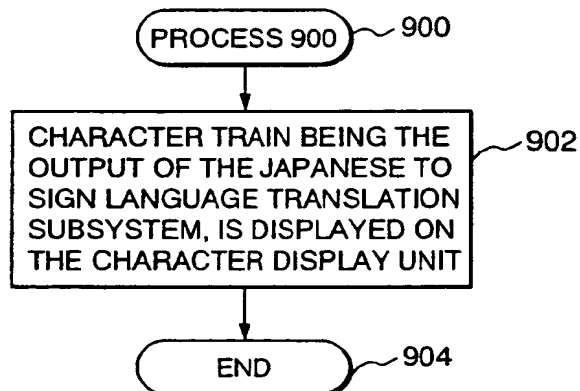 PROCESS 900
900
CHARACTER TRAIN BEING THE
OUTPUT OF THE JAPANESE TO
SIGN LANGUAGE TRANSLATION
SUBSYSTEM, IS DISPLAYED ON
THE CHARACTER DISPLAY UNIT
902
END
904